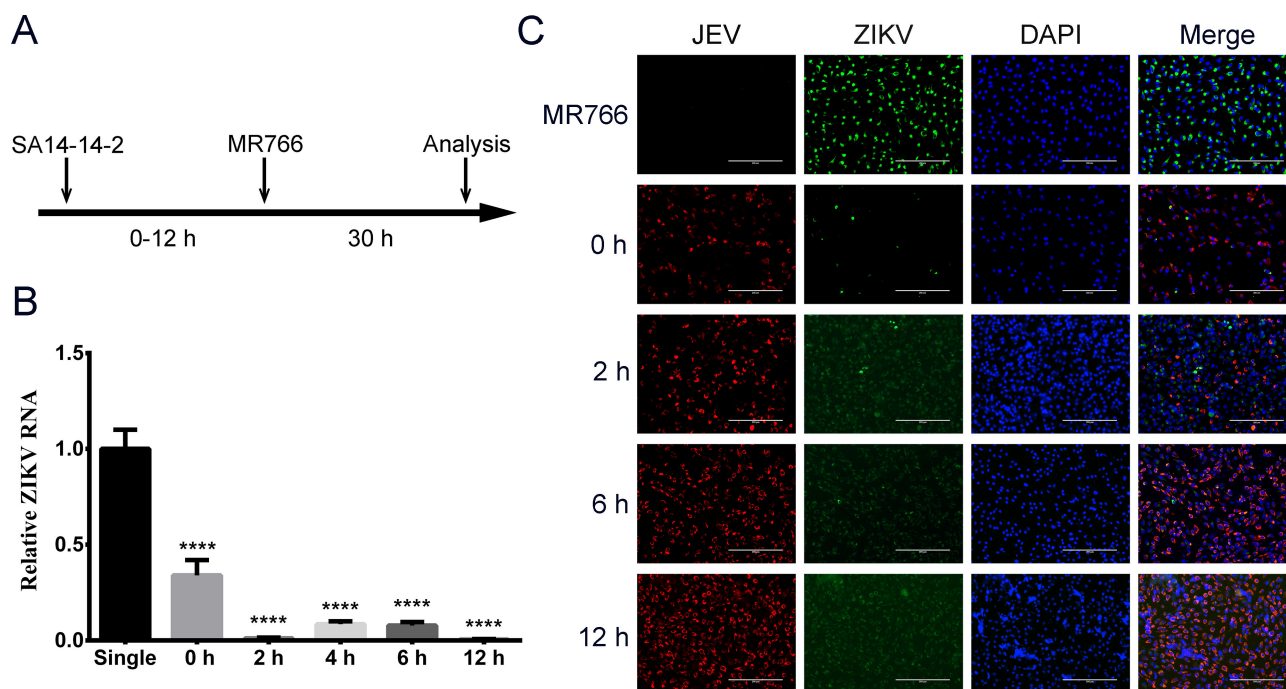 A
SA14-14-2 MR766 Analysis
0-12 h 30 h
B
Relative ZIKV RNA
1.5
1.0
0.5
0.0
****
**** **** **** ****
Single 0 h 2 h 4 h 6 h 12 h
C
JEV ZIKV DAPI Merge
MR766
0 h
2 h
6 h
12 h